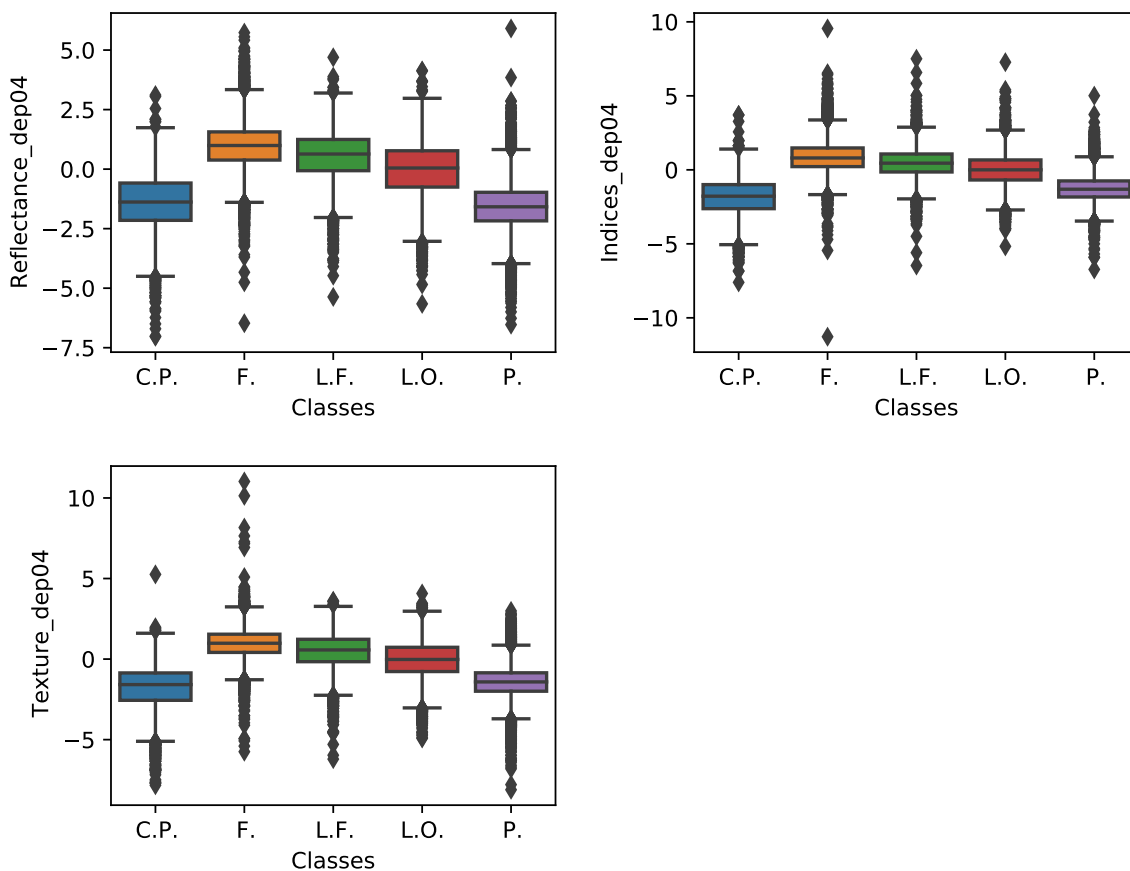 Reflectance_dep04
5.0
2.5
0.0
−2.5
−5.0
−7.5
C.P. F. L.F. L.O. P.
Classes
Indices_dep04
10
5
0
−5
−10
C.P. F. L.F. L.O. P.
Classes
Texture_dep04
10
5
0
−5
C.P. F. L.F. L.O. P.
Classes